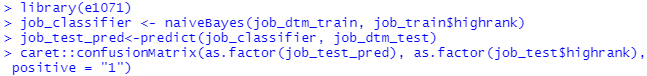 > library(e1071)
> job_classifier <- naiveBayes(job_dtm_train, job_train$highrank)
> job_test_pred<-predict(job_classifier, job_dtm_test)
> caret::confusionMatrix(as.factor(job_test_pred), as.factor(job_test$highrank),
positive = "1")